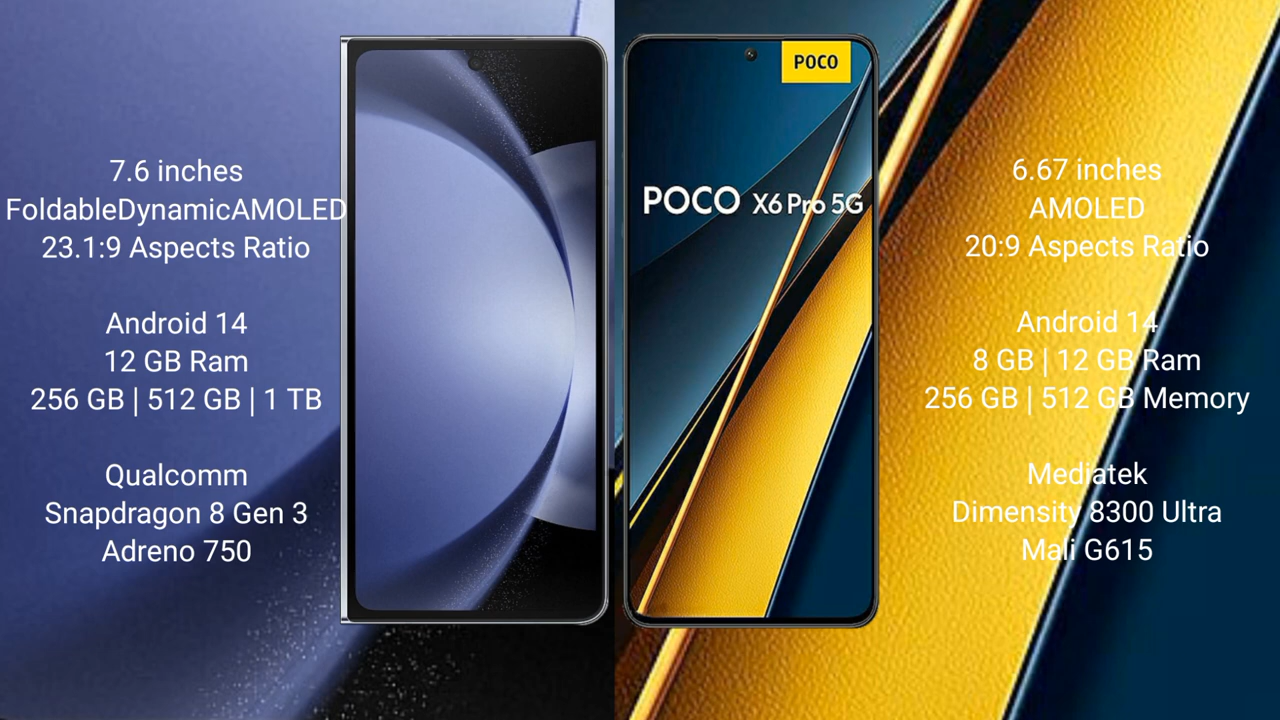 7.6 inches
FoldableDynamicAMOLED
23.1:9 Aspects Ratio
Android 14
12 GB Ram
256 GB | 512 GB | 1 TB
Qualcomm
Snapdragon 8 Gen 3
Adreno 750
POCO
POCO X6 Pro 5G
6.67 inches
AMOLED
20:9 Aspects Ratio
Android 14
8 GB | 12 GB Ram
256 GB | 512 GB Memory
Mediatek
Dimensity 8300 Ultra
Mali G615